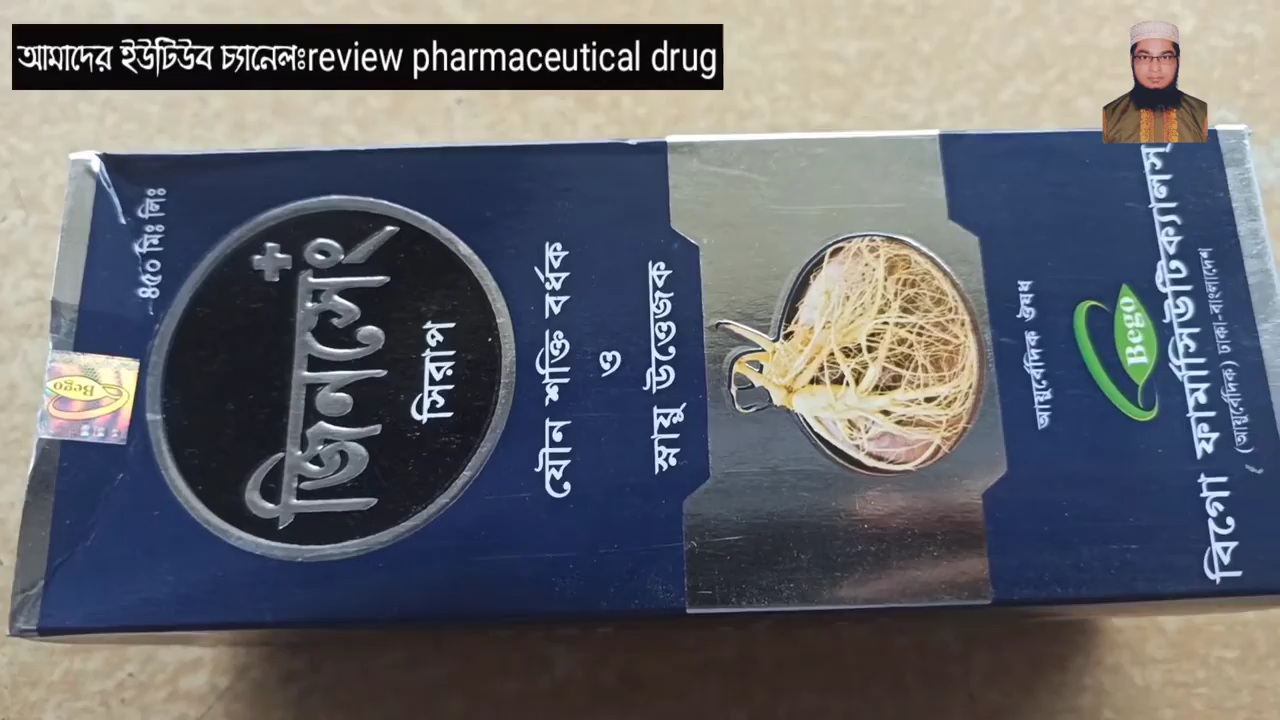 আমাদের ইউটিউব চ্যানেলঃreview pharmaceutical drug
৪৫০ মিঃ লিঃ
Bego
জিনসেং +
সিরাপ
যৌন শক্তি বর্ধক
ও
স্নায়ু উত্তেজক
আয়ুর্বেদিক ঔষধ
Bego
বিগো ফার্মাসিউটিক্যালস্
(আয়ুর্বেদিক) ঢাকা-বাংলাদেশ